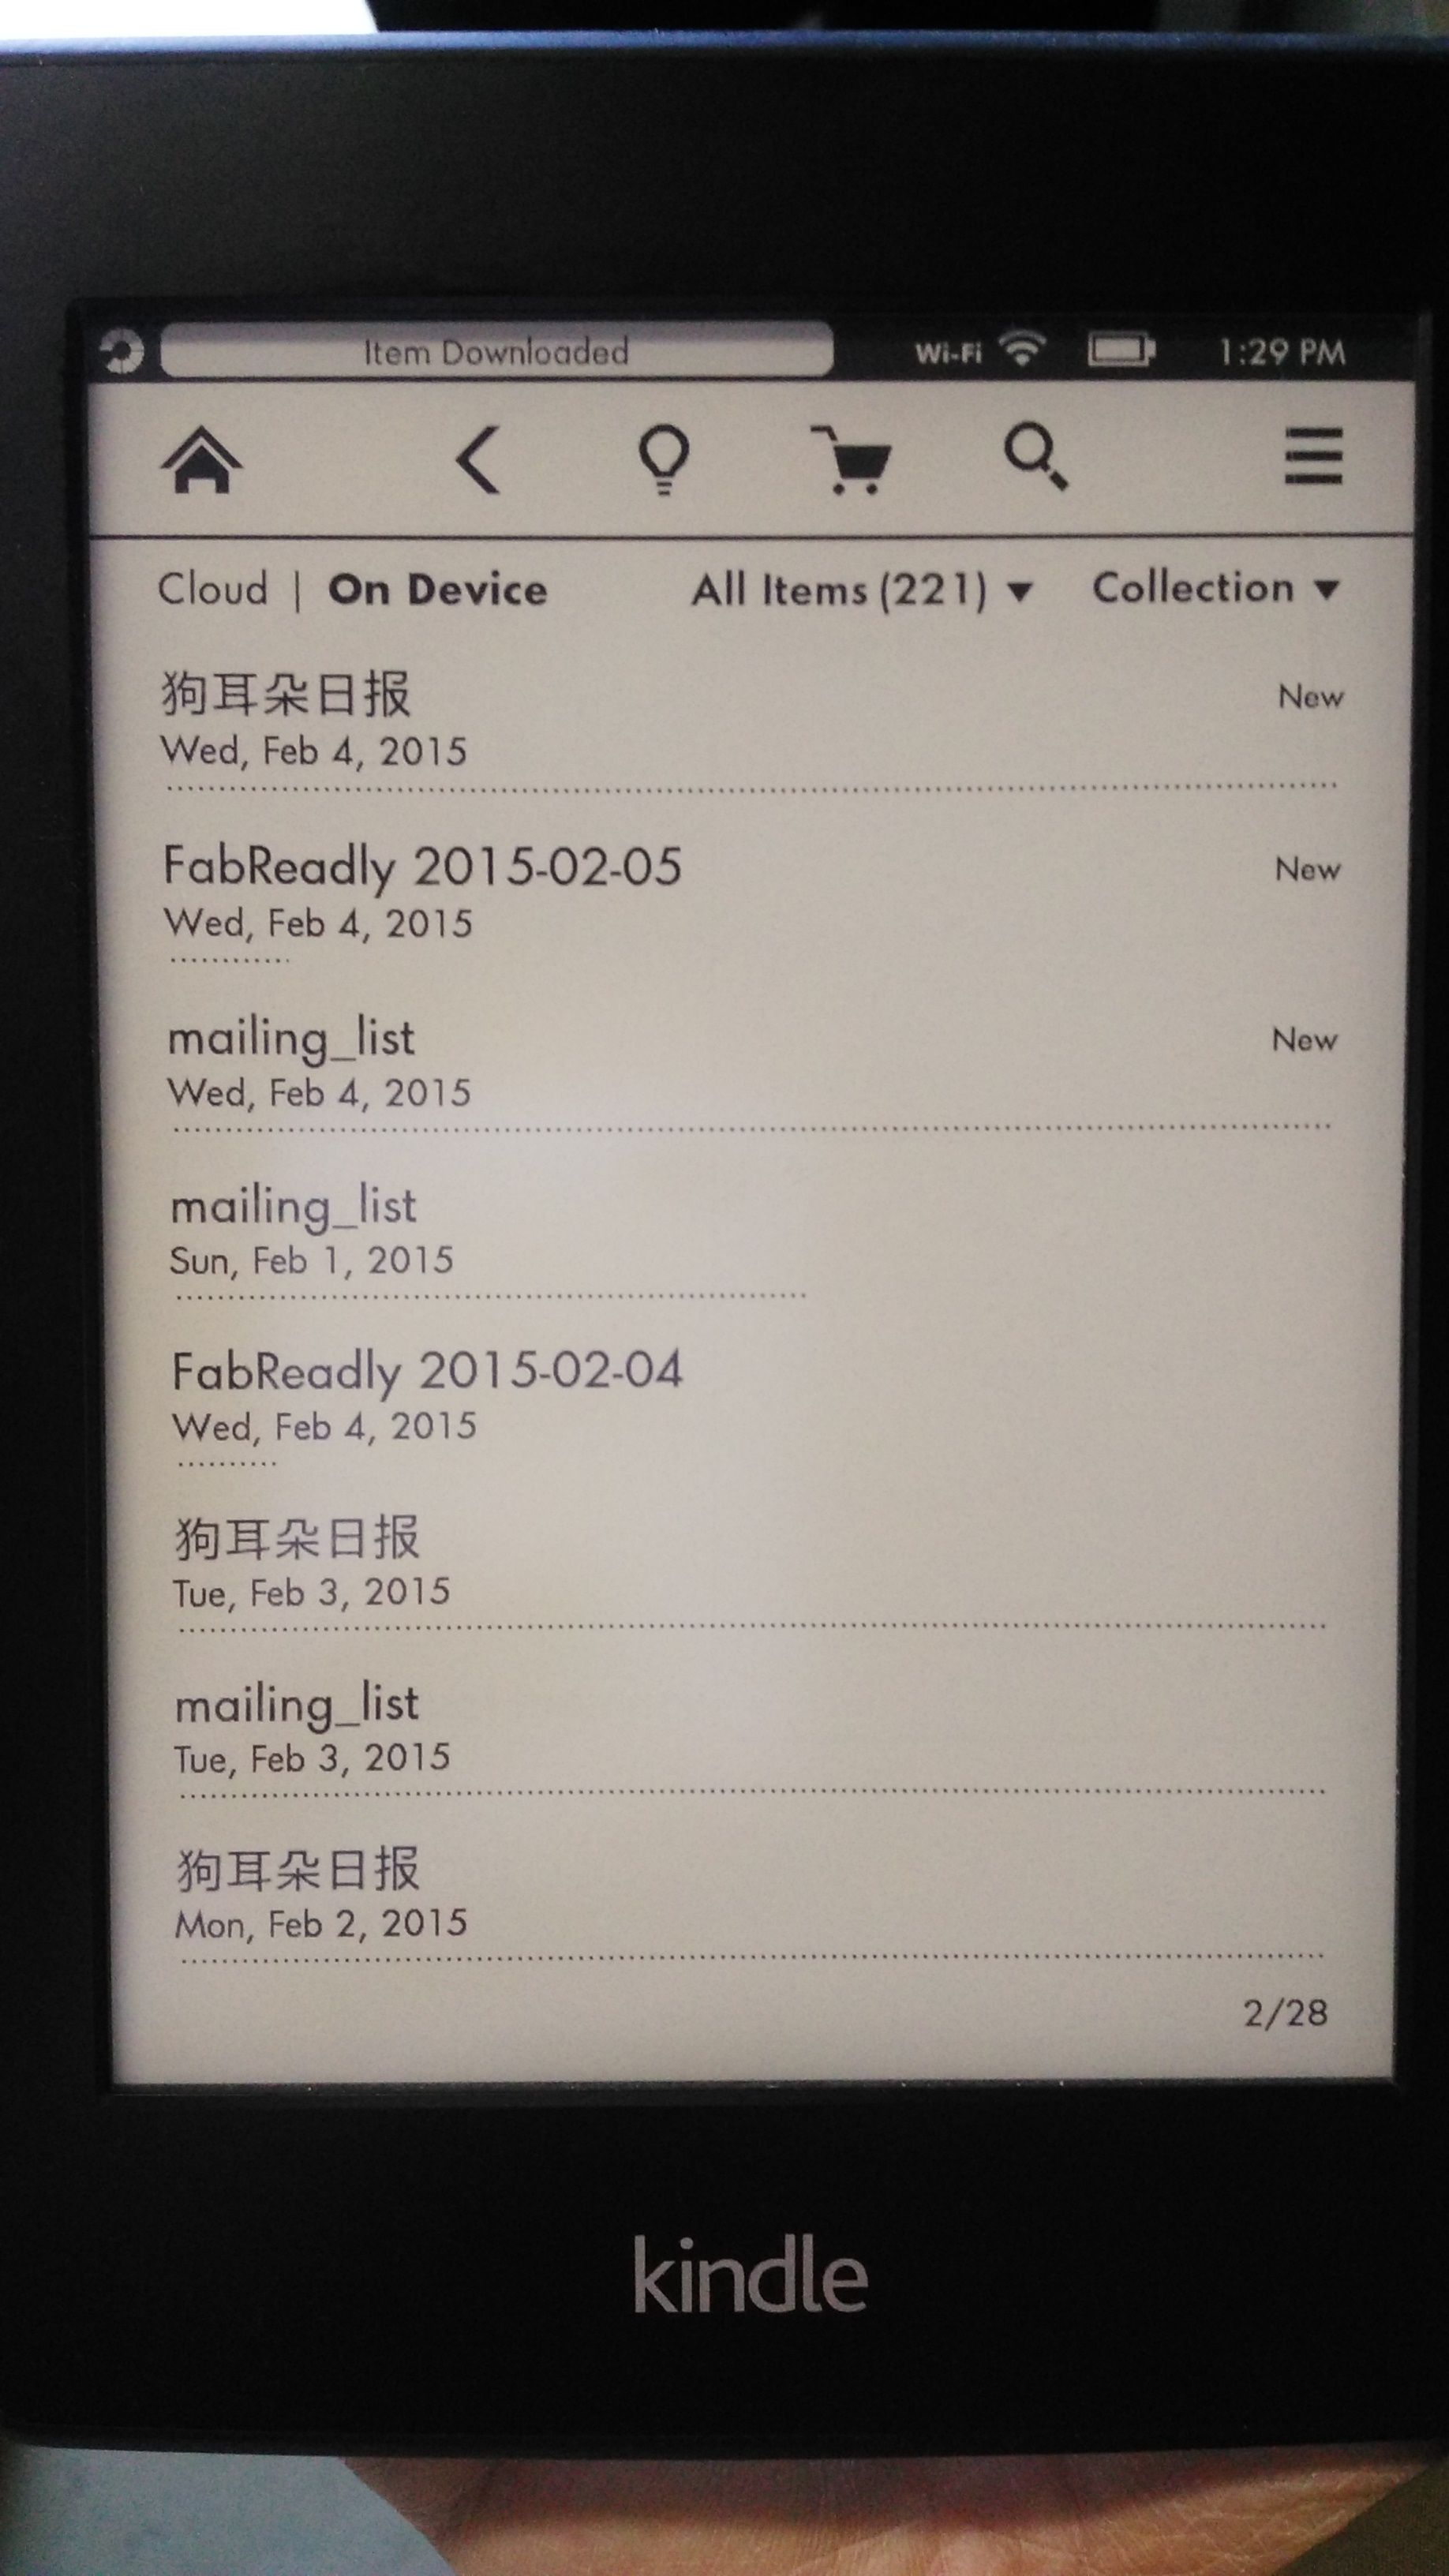 Item Downloaded Wi-Fi 1:29 PM
Cloud | On Device All Items (221) ▼ Collection ▼
狗耳朵日报 New
Wed, Feb 4, 2015
FabReadly 2015-02-05 New
Wed, Feb 4, 2015
mailing_list New
Wed, Feb 4, 2015
mailing_list
Sun, Feb 1, 2015
FabReadly 2015-02-04
Wed, Feb 4, 2015
狗耳朵日报
Tue, Feb 3, 2015
mailing_list
Tue, Feb 3, 2015
狗耳朵日报
Mon, Feb 2, 2015
2/28
kindle